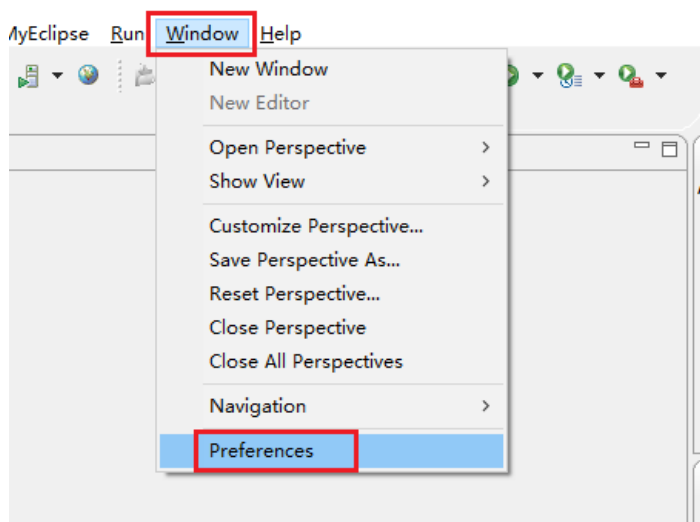 MyEclipse Run Window Help
New Window
New Editor
Open Perspective
Show View
Customize Perspective...
Save Perspective As...
Reset Perspective...
Close Perspective
Close All Perspectives
Navigation
Preferences